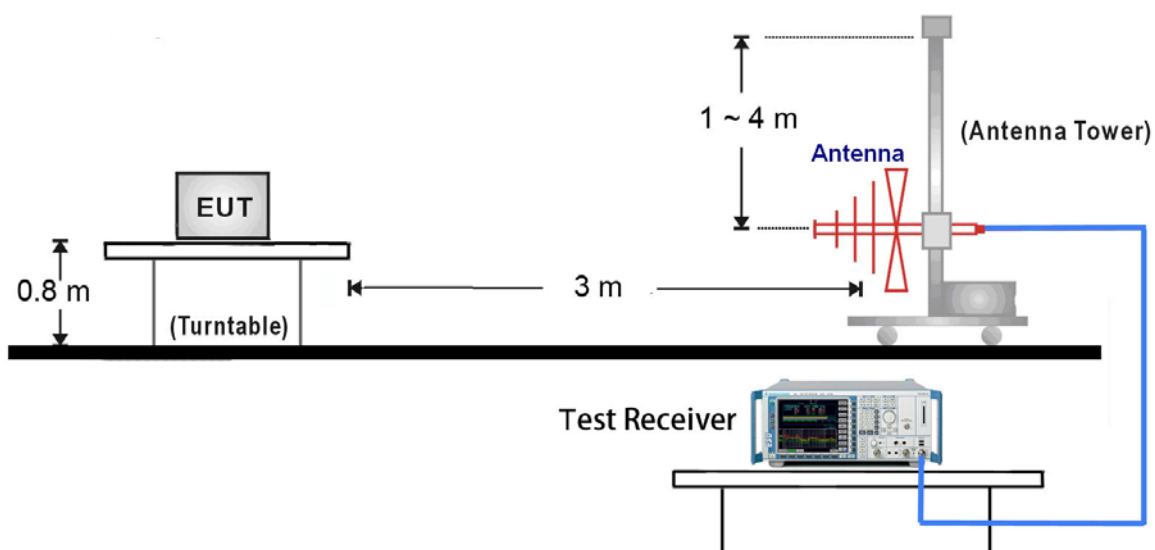 1 ~ 4 m
(Antenna Tower)
Antenna
EUT
0.8 m
3 m
(Turntable)
Test Receiver